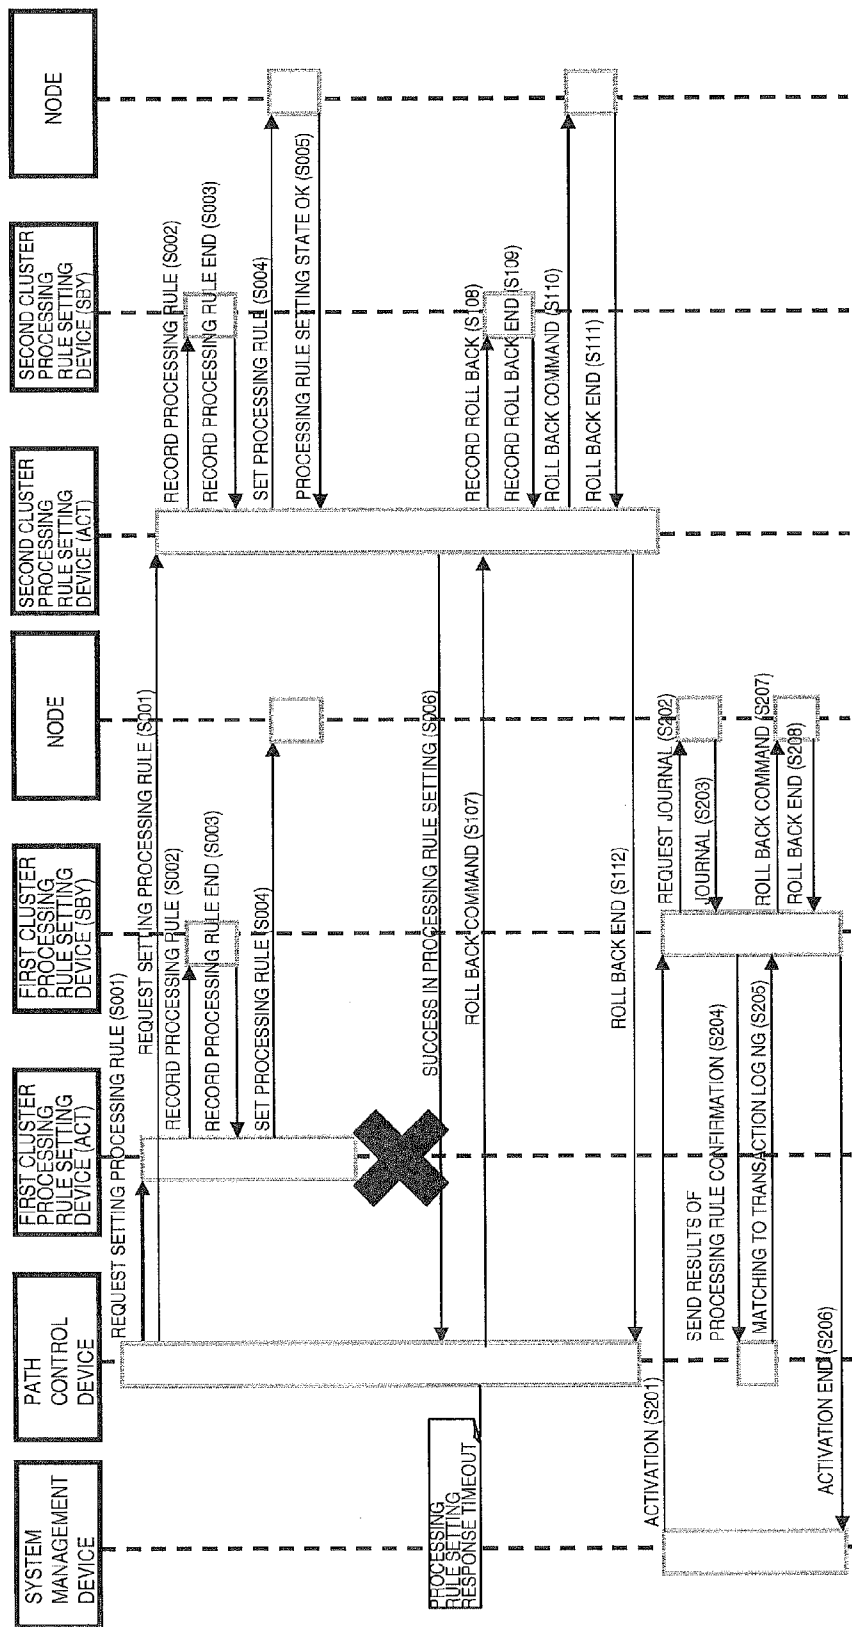 SYSTEM
MANAGEMENT
DEVICE
PATH
CONTROL
DEVICE
FIRST CLUSTER
PROCESSING
RULE SETTING
DEVICE (ACT)
FIRST CLUSTER
PROCESSING
RULE SETTING
DEVICE (SBY)
NODE
SECOND CLUSTER
PROCESSING
RULE SETTING
DEVICE (ACT)
SECOND CLUSTER
PROCESSING
RULE SETTING
DEVICE (SBY)
NODE
REQUEST SETTING PROCESSING RULE (S001)
REQUEST SETTING PROCESSING RULE (S001)
RECORD PROCESSING RULE (S002)
RECORD PROCESSING RULE END (S003)
SET PROCESSING RULE (S004)
RECORD PROCESSING RULE (S002)
RECORD PROCESSING RULE END (S003)
SET PROCESSING RULE (S004)
PROCESSING RULE SETTING STATE OK (S005)
SUCCESS IN PROCESSING RULE SETTING (S006)
PROCESSING
RULE SETTING
RESPONSE TIMEOUT
ROLL BACK COMMAND (S107)
RECORD ROLL BACK (S108)
RECORD ROLL BACK END (S109)
ROLL BACK COMMAND (S110)
ROLL BACK END (S111)
ROLL BACK END (S112)
ACTIVATION (S201)
REQUEST JOURNAL (S202)
JOURNAL (S203)
SEND RESULTS OF
PROCESSING RULE CONFIRMATION (S204)
MATCHING TO TRANSACTION LOG NG (S205)
ROLL BACK COMMAND (S207)
ROLL BACK END (S208)
ACTIVATION END (S206)